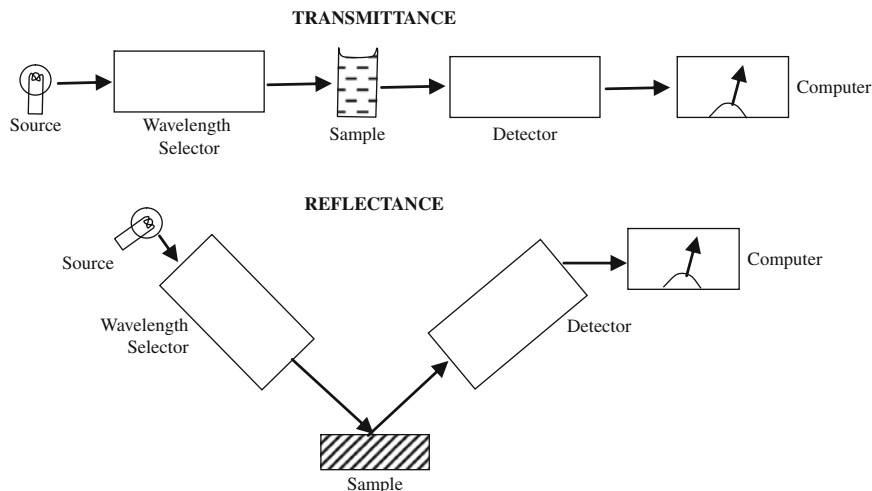 TRANSMITTANCE
Source
Wavelength
Selector
Sample
Detector
Computer
REFLECTANCE
Source
Wavelength
Selector
Sample
Detector
Computer